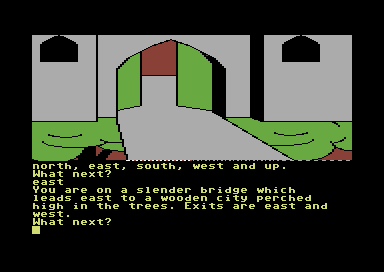 north, east, south, west and up.
What next?
east
You are on a slender bridge which
leads east to a wooden city perched
high in the trees. Exits are east and
west.
What next?